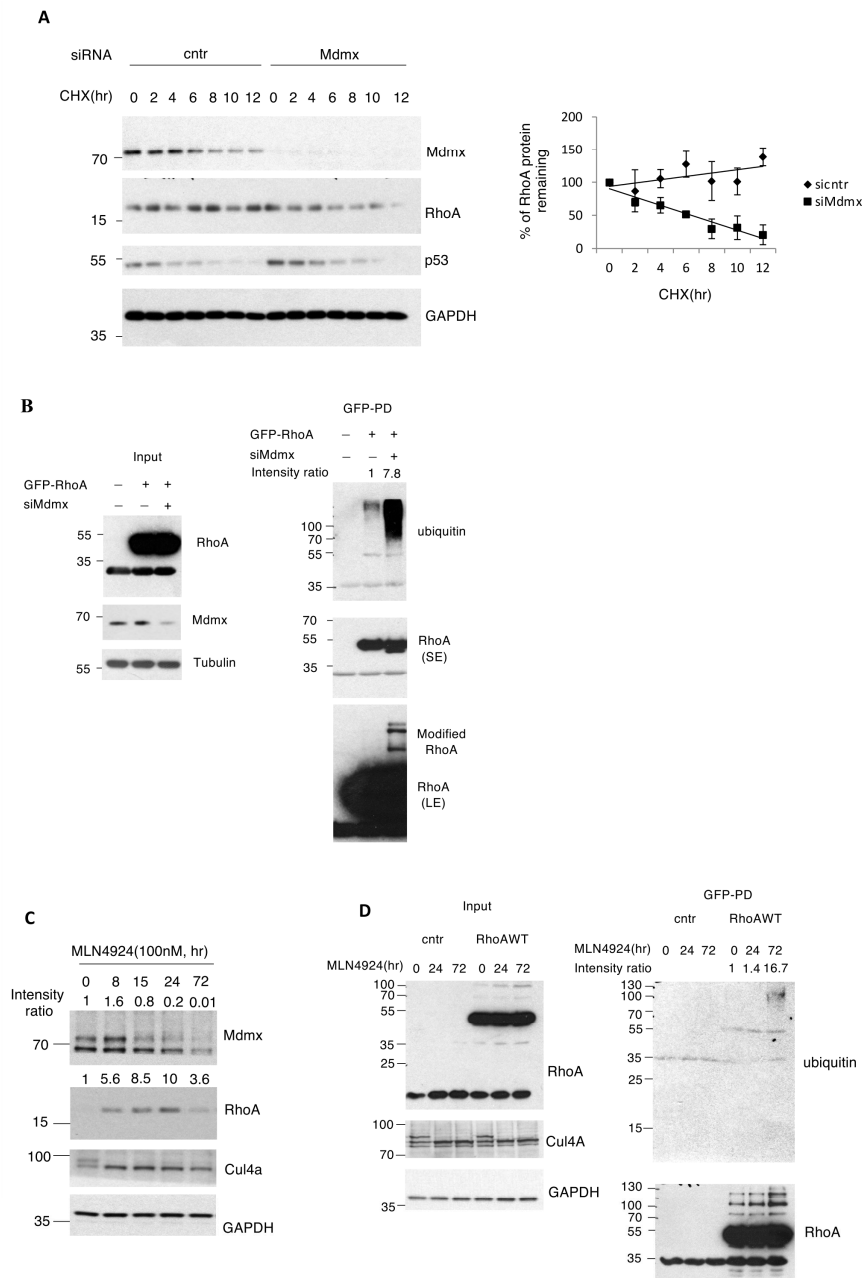 A
siRNA cntr Mdmx
CHX(hr) 0 2 4 6 8 10 12 0 2 4 6 8 10 12
70 Mdmx
15 RhoA
55 p53
35 GAPDH
% of RhoA protein
remaining
200
150
100
50
0
0 2 4 6 8 10 12
CHX(hr)
sicntr
siMdmx
B
Input
GFP-RhoA – + +
siMdmx – – +
55
35
RhoA
70 Mdmx
55 Tubulin
GFP-PD
GFP-RhoA – + +
siMdmx – – +
Intensity ratio 1 7.8
100
70
55
35
ubiquitin
70
55
35
RhoA
(SE)
Modified
RhoA
RhoA
(LE)
C
MLN4924(100nM, hr)
0 8 15 24 72
Intensity
ratio
1 1.6 0.8 0.2 0.01
70 Mdmx
1 5.6 8.5 10 3.6
15 RhoA
100 Cul4a
35 GAPDH
D
Input
cntr RhoAWT
MLN4924(hr) 0 24 72 0 24 72
100
70
55
35
25
RhoA
100
70
Cul4A
35
GAPDH
GFP-PD
cntr RhoAWT
MLN4924(hr) 0 24 72 0 24 72
Intensity ratio 1 1.4 16.7
130
100
70
55
35
25
15
ubiquitin
130
100
70
55
35
RhoA